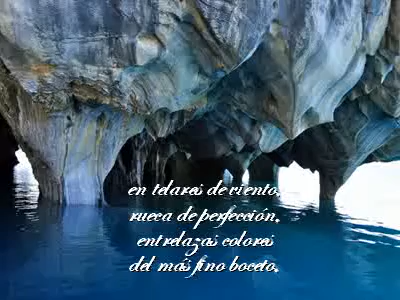 en telares de viento,
rueca de perfección,
entrelazas colores
del más fino boceto,